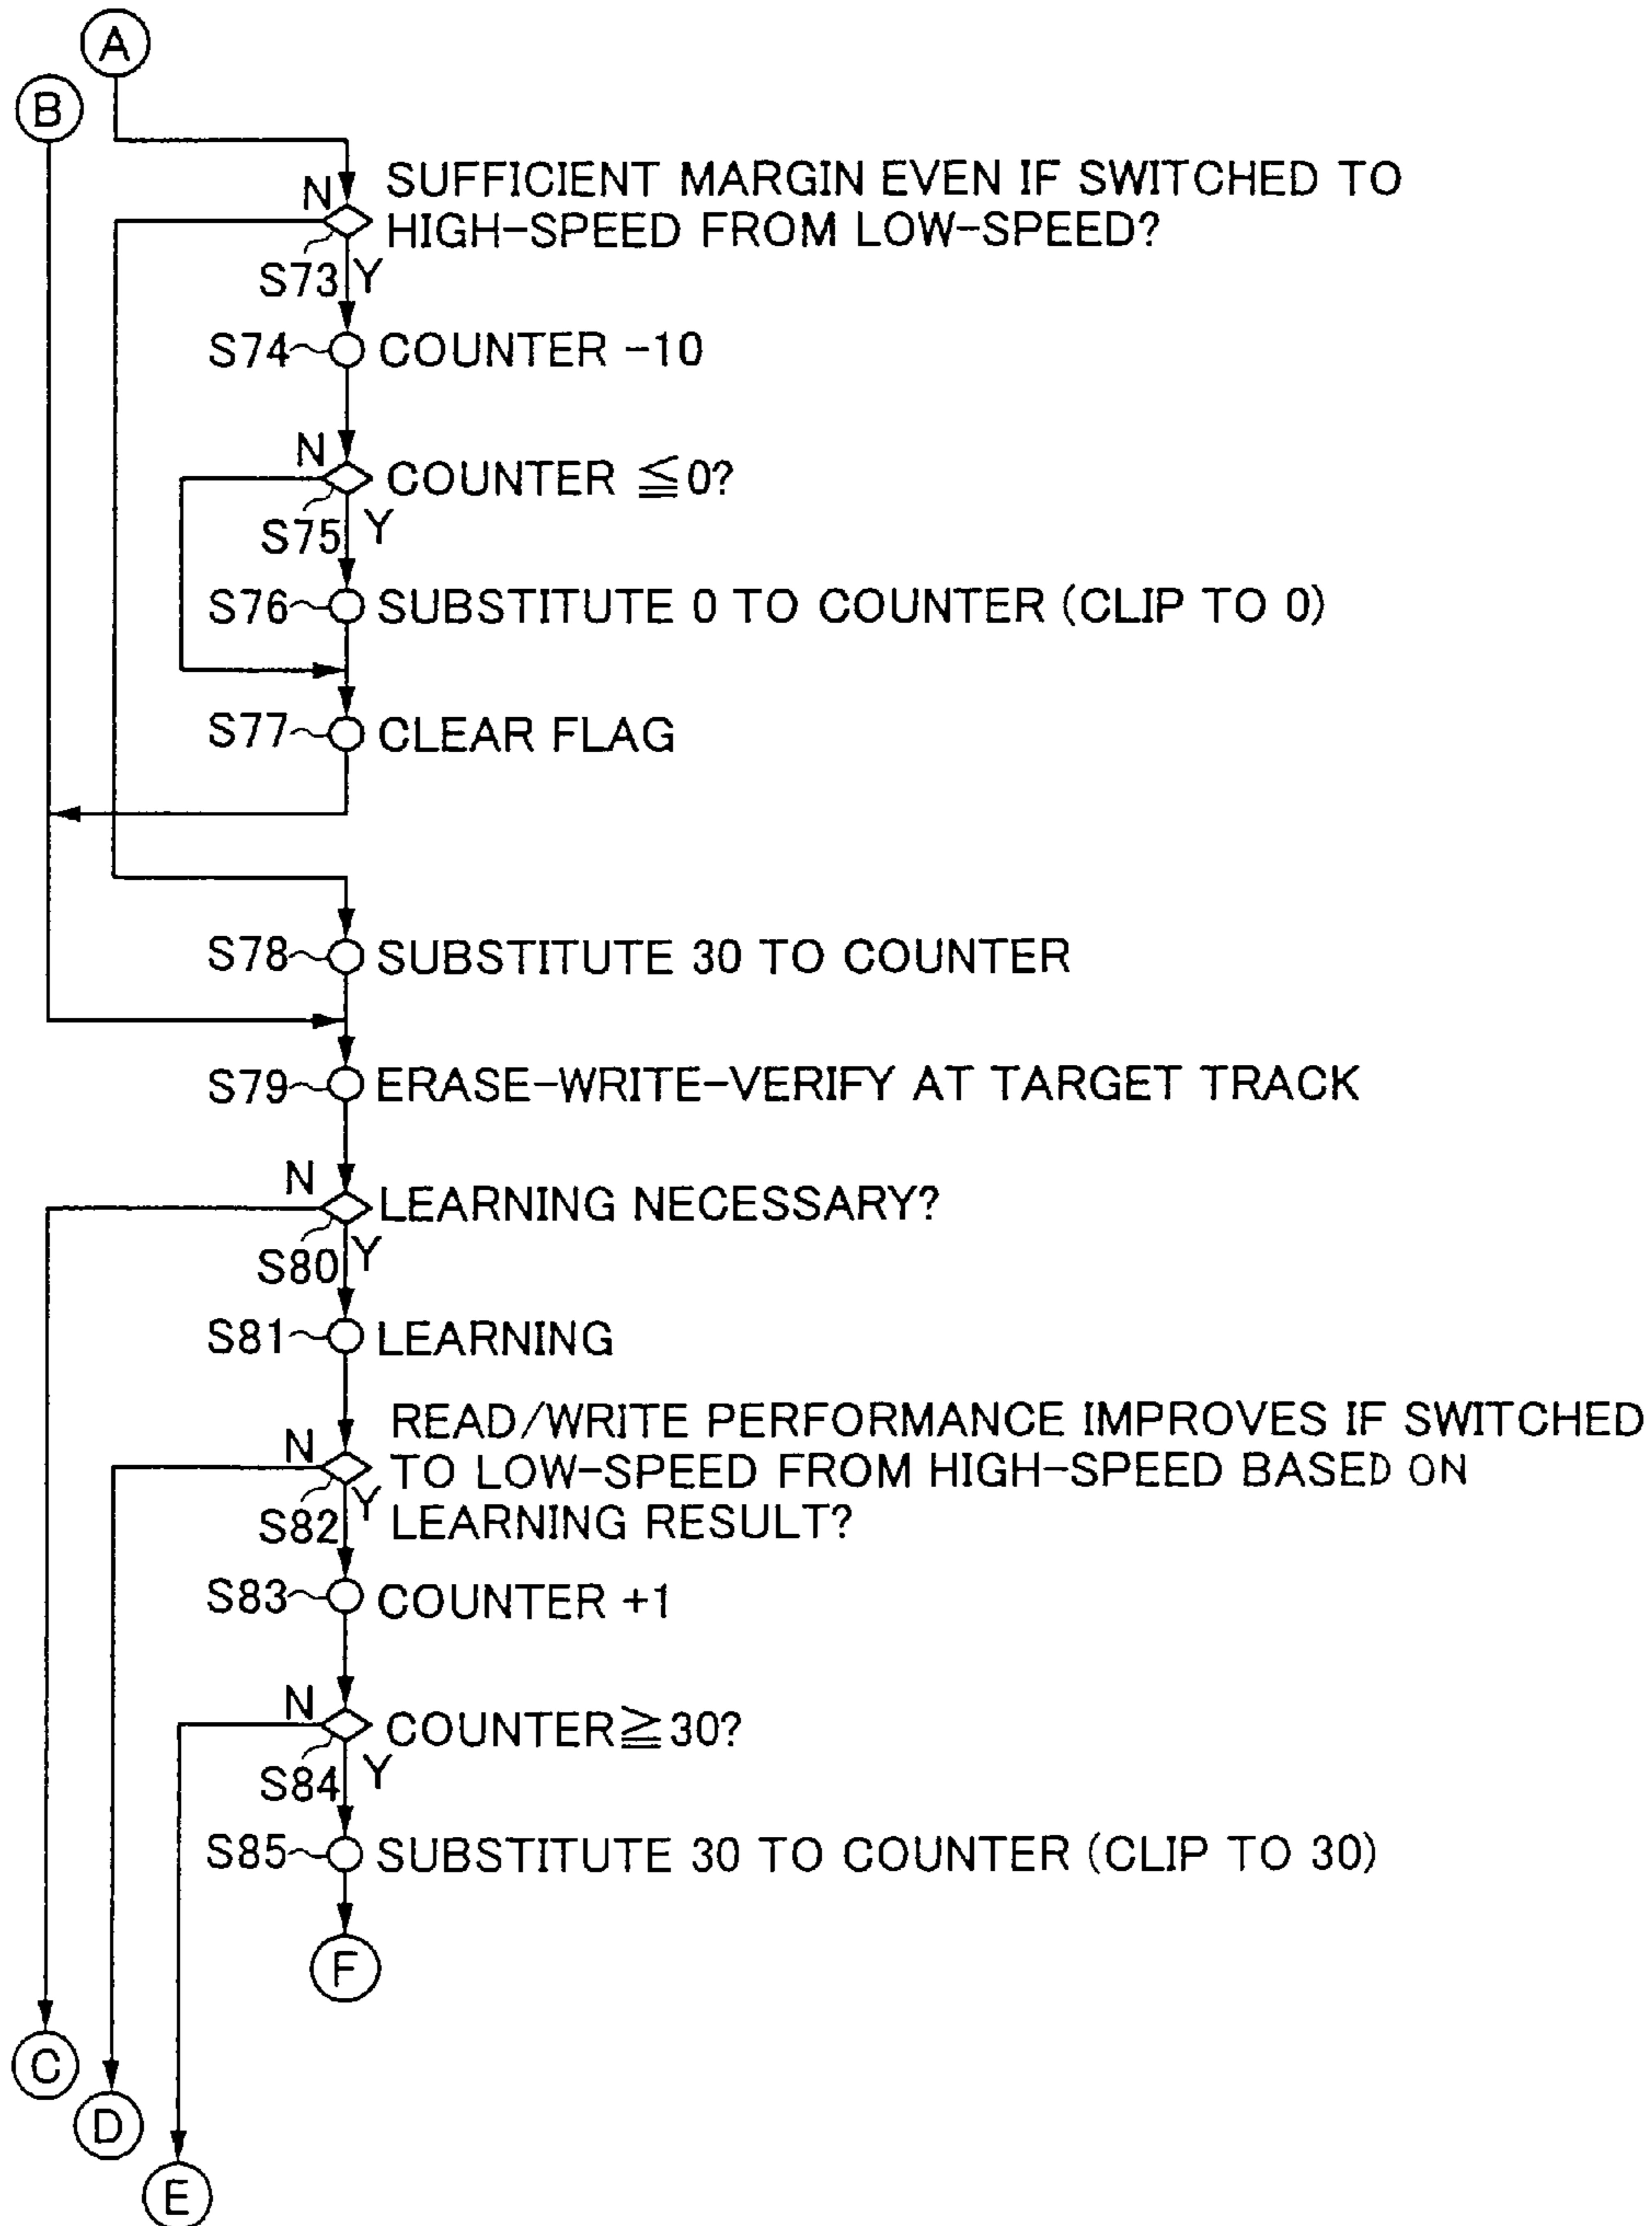 A
B
N
SUFFICIENT MARGIN EVEN IF SWITCHED TO
HIGH-SPEED FROM LOW-SPEED?
S73
Y
S74
COUNTER -10
N
COUNTER ≦0?
S75
Y
S76
SUBSTITUTE 0 TO COUNTER (CLIP TO 0)
S77
CLEAR FLAG
S78
SUBSTITUTE 30 TO COUNTER
S79
ERASE-WRITE-VERIFY AT TARGET TRACK
N
LEARNING NECESSARY?
S80
Y
S81
LEARNING
N
READ/WRITE PERFORMANCE IMPROVES IF SWITCHED
TO LOW-SPEED FROM HIGH-SPEED BASED ON
LEARNING RESULT?
S82
Y
S83
COUNTER +1
N
COUNTER≧30?
S84
Y
S85
SUBSTITUTE 30 TO COUNTER (CLIP TO 30)
F
C
D
E